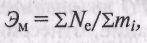 Эм = ΣNe/Σmi,